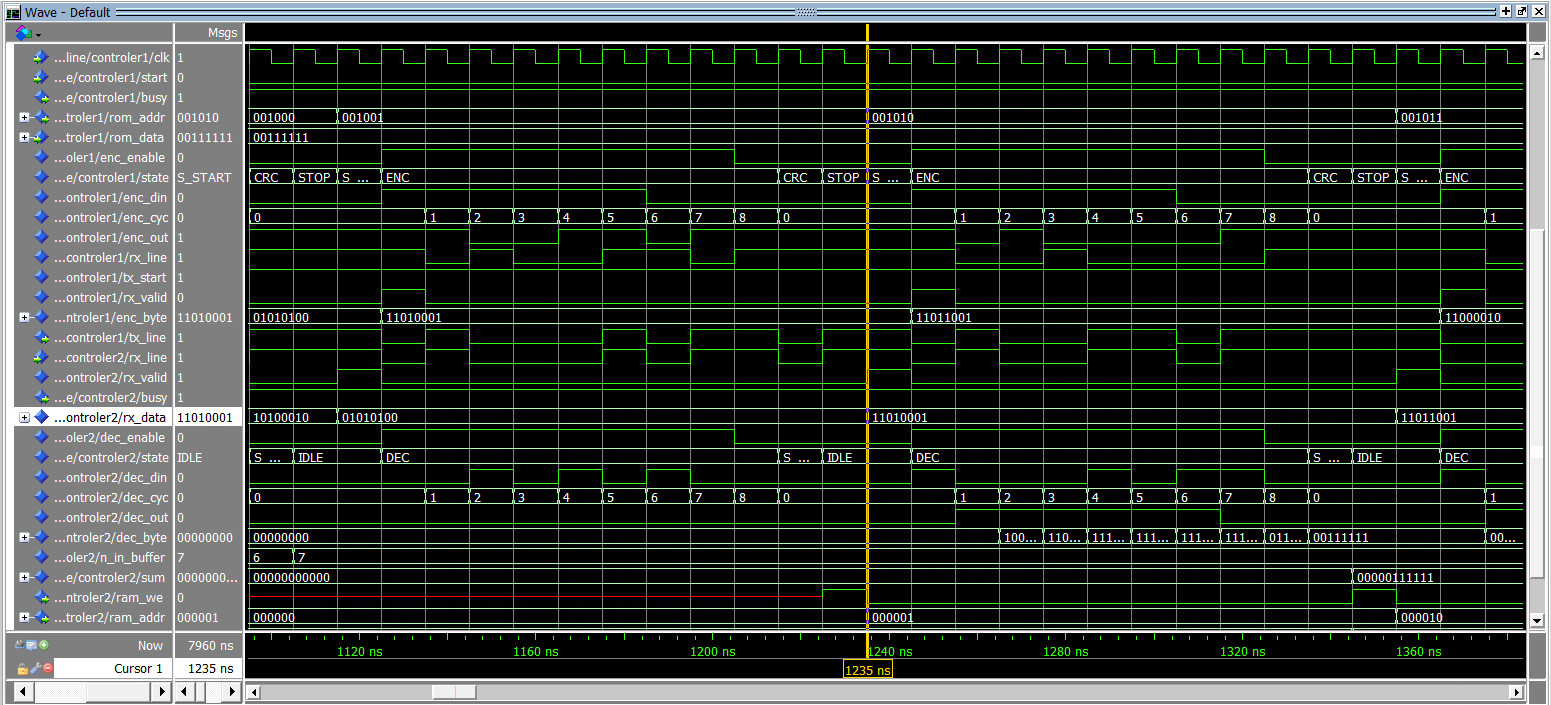 Wave - Default
Msgs
...line/controler1/clk 1
...e/controler1/start 0
...e/controler1/busy 1
...troler1/rom_addr 001010 001000 001001 001010 001011
...troler1/rom_data 00111111 00111111
...oler1/enc_enable 0
...e/controler1/state S_START CRC STOP S ... ENC CRC STOP S ... ENC CRC STOP S ... ENC
...ontroler1/enc_din 1
...ontroler1/enc_cyc 0 0 1 2 3 4 5 6 7 8 0 1 2 3 4 5 6 7 8 0 1
...ontroler1/enc_out 1
...controler1/rx_line 1
...ontroler1/tx_start 1
...ontroler1/rx_valid 0
...ntroler1/enc_byte 11010001 01010100 11010001 11011001 11000010
...controler1/tx_line 1
...controler2/rx_line 1
...ontroler2/rx_valid 1
...e/controler2/busy 1
...ontroler2/rx_data 11010001 10100010 01010100 11010001 11011001
...oler2/dec_enable 0
...e/controler2/state IDLE S ... IDLE DEC S ... IDLE DEC S ... IDLE DEC
...ontroler2/dec_din 0
...ontroler2/dec_cyc 0 0 1 2 3 4 5 6 7 8 0 1 2 3 4 5 6 7 8 0 1
...ontroler2/dec_out 0
...ntroler2/dec_byte 00000000 00000000 100... 110... 111... 111... 111... 111... 011... 00111111 00...
...oler2/n_in_buffer 7 6 7
...e/controler2/sum 0000000... 00000000000 00000111111
...ntroler2/ram_we 0
...troler2/ram_addr 000001 000000 000001 000010
Now 7960 ns 1120 ns 1160 ns 1200 ns 1240 ns 1280 ns 1320 ns 1360 ns
Cursor 1 1235 ns 1235 ns